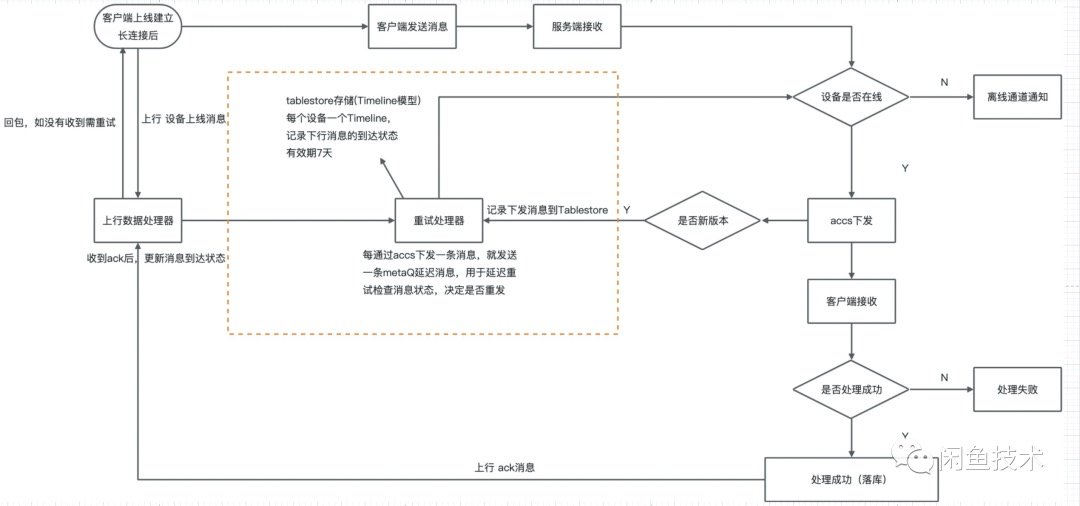 客户端上线建立
长连接后
客户端发送消息
服务端接收
设备是否在线
N
离线通道通知
tablestore存储(Timeline模型)
每个设备一个Timeline,
记录下行消息的到达状态
有效期7天
回包，如没有收到需重试
上行 设备上线消息
Y
上行数据处理器
重试处理器
记录下发消息到Tablestore
Y
是否新版本
accs下发
收到ack后，更新消息到达状态
每通过accs下发一条消息，就发送
一条metaQ延迟消息，用于延迟重
试检查消息状态，决定是否重发
客户端接收
是否处理成功
N
处理失败
Y
上行 ack消息
处理成功（落库）
闲鱼技术